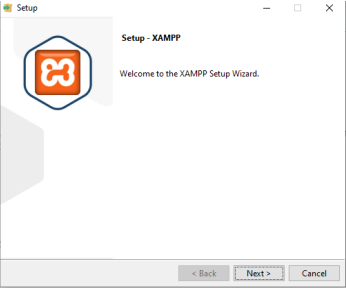 Setup
Setup - XAMPP
Welcome to the XAMPP Setup Wizard.
< Back
Next >
Cancel